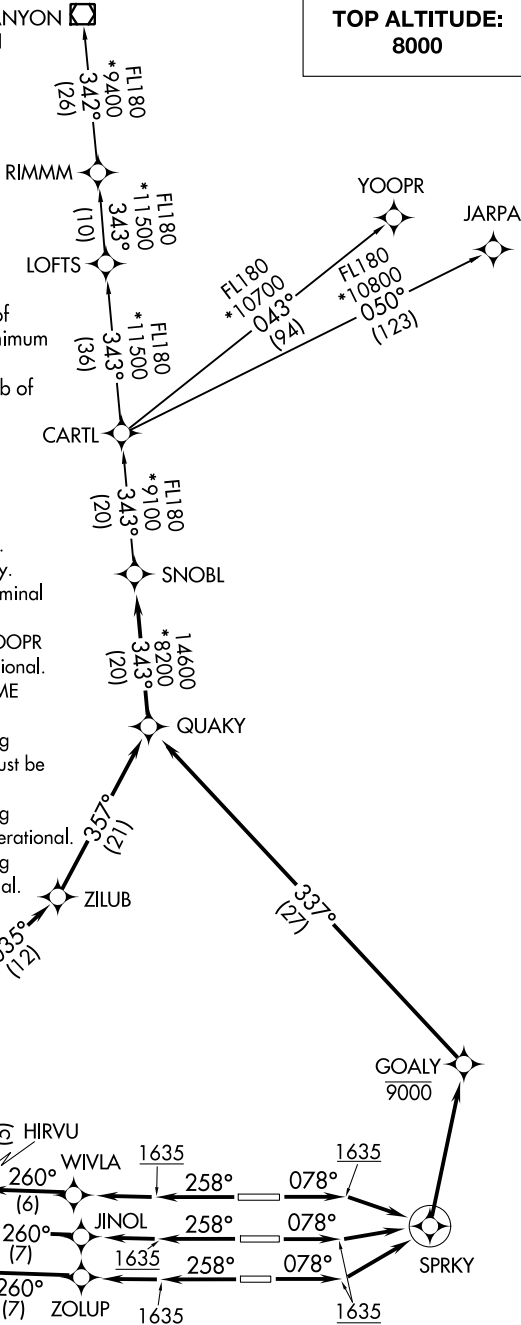 ANYON
TOP ALTITUDE:
8000
FL180
*9400
342°
(26)
RIMMM
FL180
*11500
343°
(10)
LOFTS
YOOPR
JARPA
FL180
*10700
043°
(94)
FL180
*10800
050°
(123)
of
nimum
b of
FL180
*11500
343°
(36)
CARTL
FL180
*9100
343°
(20)
SNOBL
y.
minal
OOPR
ional.
ME
14600
*8200
343°
(20)
QUAKY
g
ust be
g
erational.
g
al.
357°
(21)
ZILUB
035°
(12)
337°
(27)
GOALY
9000
HIRVU
WIVLA
260°
(6)
1635
258°
078°
1635
JINOL
260°
(7)
1635
258°
078°
SPRKY
260°
(7)
ZOLUP
1635
258°
078°
1635